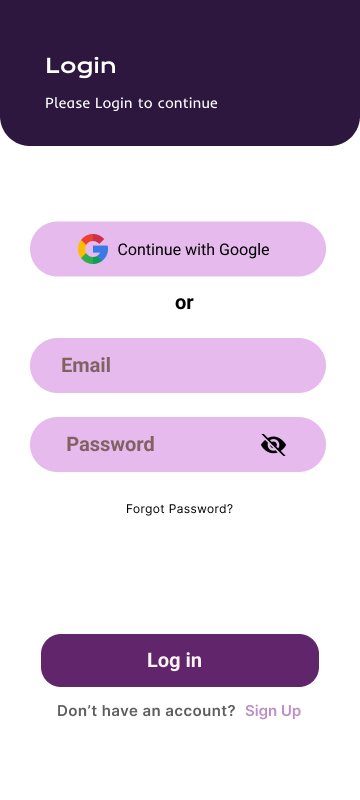 Login
Please Login to continue
Continue with Google
or
Email
Password
Forgot Password?
Log in
Don’t have an account? Sign Up